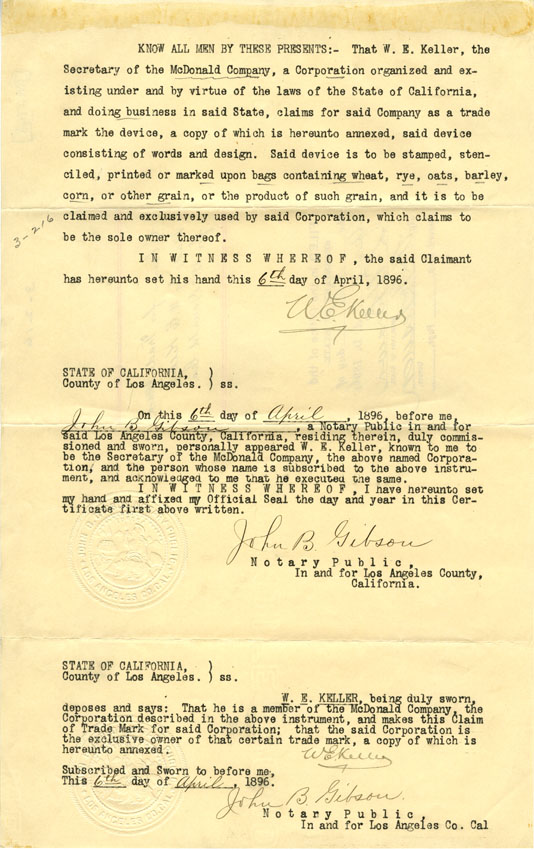 KNOW ALL MEN BY THESE PRESENTS:- That W. E. Keller, the
Secretary of the McDonald Company, a Corporation organized and ex-
isting under and by virtue of the laws of the State of California,
and doing business in said State, claims for said Company as a trade
mark the device, a copy of which is hereunto annexed, said device
consisting of words and design. Said device is to be stamped, sten-
ciled, printed or marked upon bags containing wheat, rye, oats, barley,
corn, or other grain, or the product of such grain, and it is to be
claimed and exclusively used by said Corporation, which claims to
be the sole owner thereof.
3-216
IN WITNESS WHEREOF, the said Claimant
has hereunto set his hand this 6th day of April, 1896.
W. E. Keller
STATE OF CALIFORNIA, )
County of Los Angeles. ) ss.
On this 6th day of April, 1896, before me,
John B. Gibson, a Notary Public in and for
said Los Angeles County, California, residing therein, duly commis-
sioned and sworn, personally appeared W. E. Keller, known to me to
be the Secretary of the McDonald Company, the above named Corpora-
tion, and the person whose name is subscribed to the above instru-
ment, and acknowledged to me that he executed the same.
IN WITNESS WHEREOF, I have hereunto set
my hand and affixed my Official Seal the day and year in this Cer-
tificate first above written.
John B. Gibson
Notary Public,
In and for Los Angeles County,
California.
STATE OF CALIFORNIA, )
County of Los Angeles. ) ss.
W. E. KELLER, being duly sworn,
deposes and says: That he is a member of the McDonald Company, the
Corporation described in the above instrument, and makes this Claim
of Trade Mark for said Corporation; that the said Corporation is
the exclusive owner of that certain trade mark, a copy of which is
hereunto annexed.
W. E. Keller
Subscribed and Sworn to before me,
This 6th day of April, 1896.
John B. Gibson.
Notary Public,
In and for Los Angeles Co. Cal